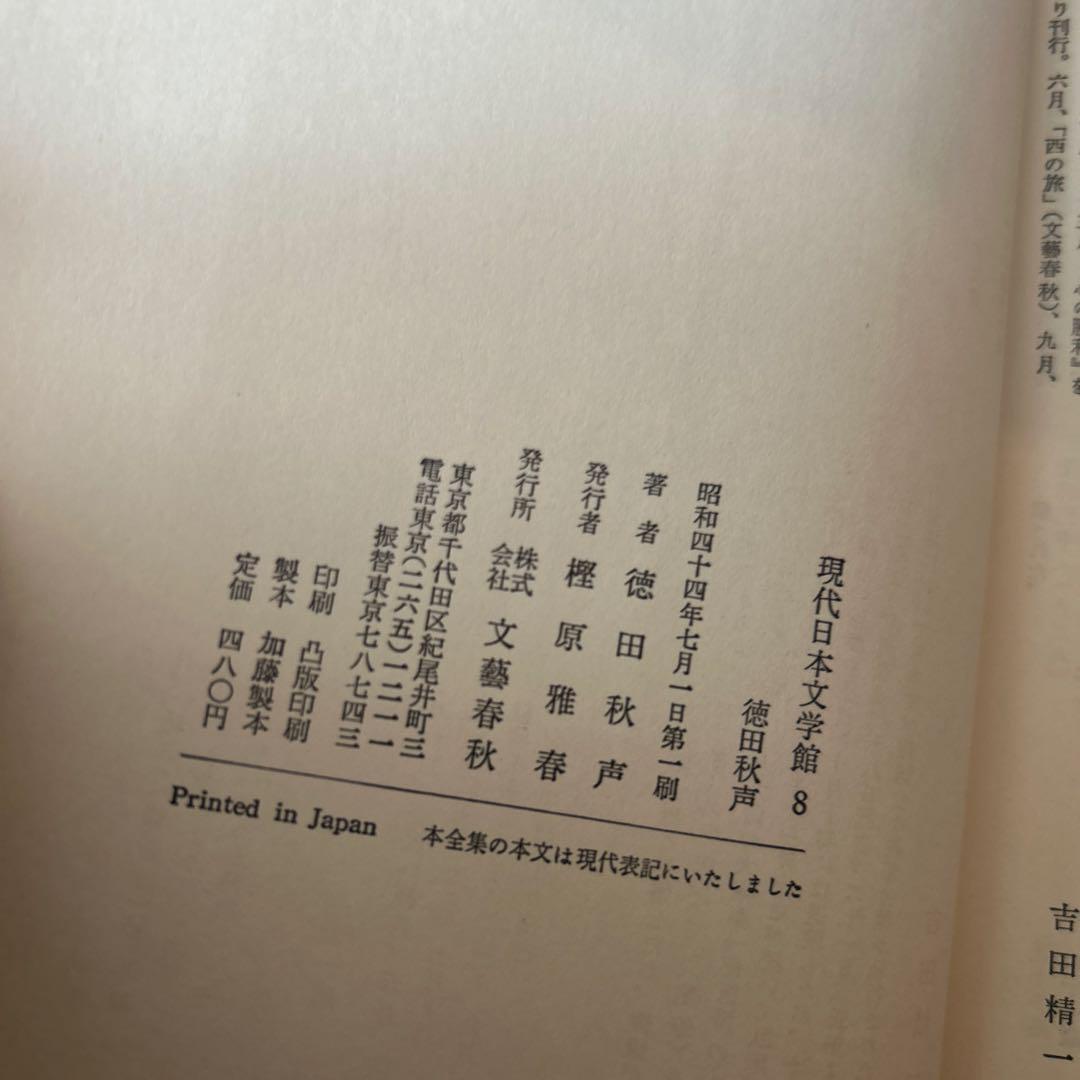 り刊行。六月、「西の旅」(文藝春秋)、九月、
吉田精一
現代日本文学館 8
徳田秋声
昭和四十四年七月一日第一刷
著者 徳田秋声
発行者 樫原雅春
発行所 株式会社 文藝春秋
東京都千代田区紀尾井町三
電話東京(二六五)一二一一
振替東京七八七四三
印刷 凸版印刷
製本 加藤製本
定価 四八〇円
Printed in Japan 本全集の本文は現代表記にいたしました